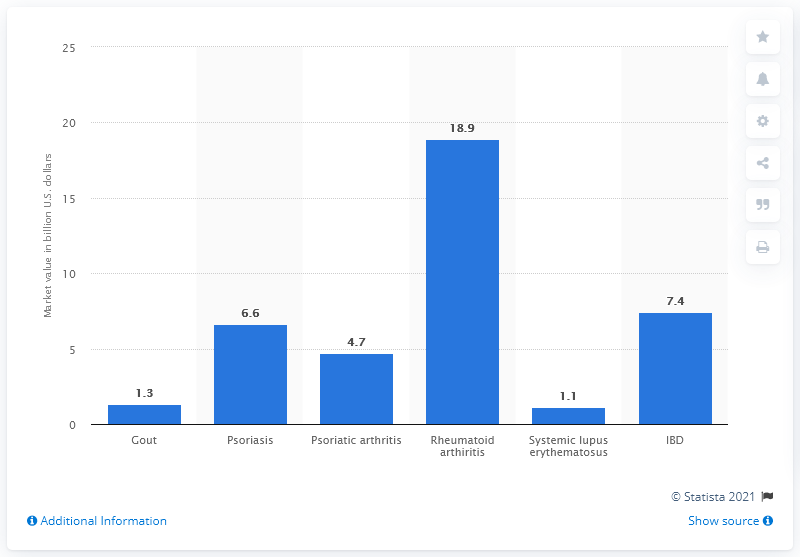 25
20
15
10
5
0
Market value in billion U.S. dollars
1.3
6.6
4.7
18.9
1.1
7.4
Gout
Psoriasis
Psoriatic arthritis
Rheumatoid
arthiritis
Systemic lupus
erythematosus
IBD
© Statista 2021
Additional Information
Show source